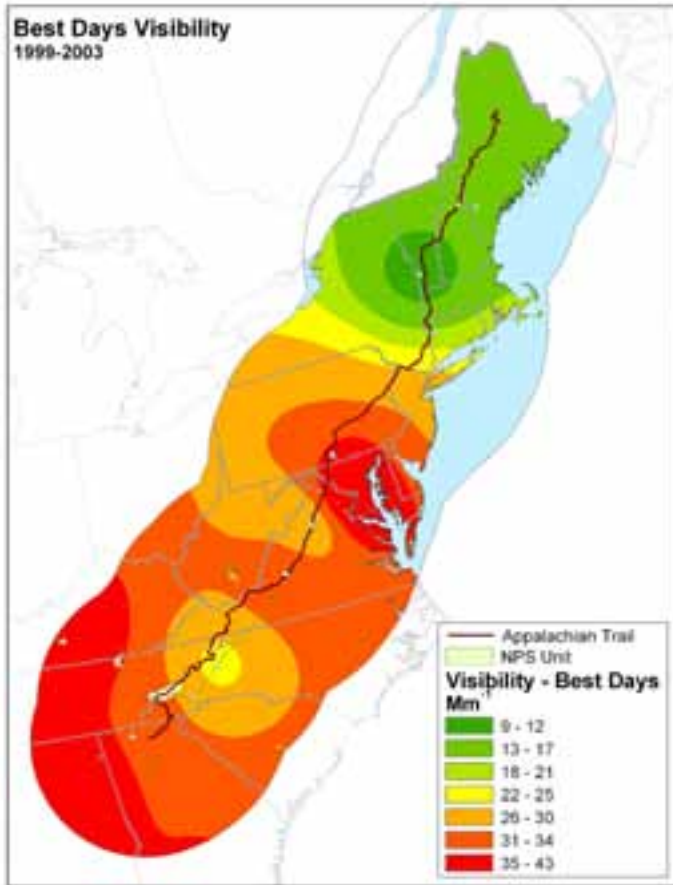 Best Days Visibility
1999-2003
Appalachian Trail
NPS Unit
Visibility - Best Days
Mm⁻¹
9 - 12
13 - 17
18 - 21
22 - 25
26 - 30
31 - 34
35 - 43